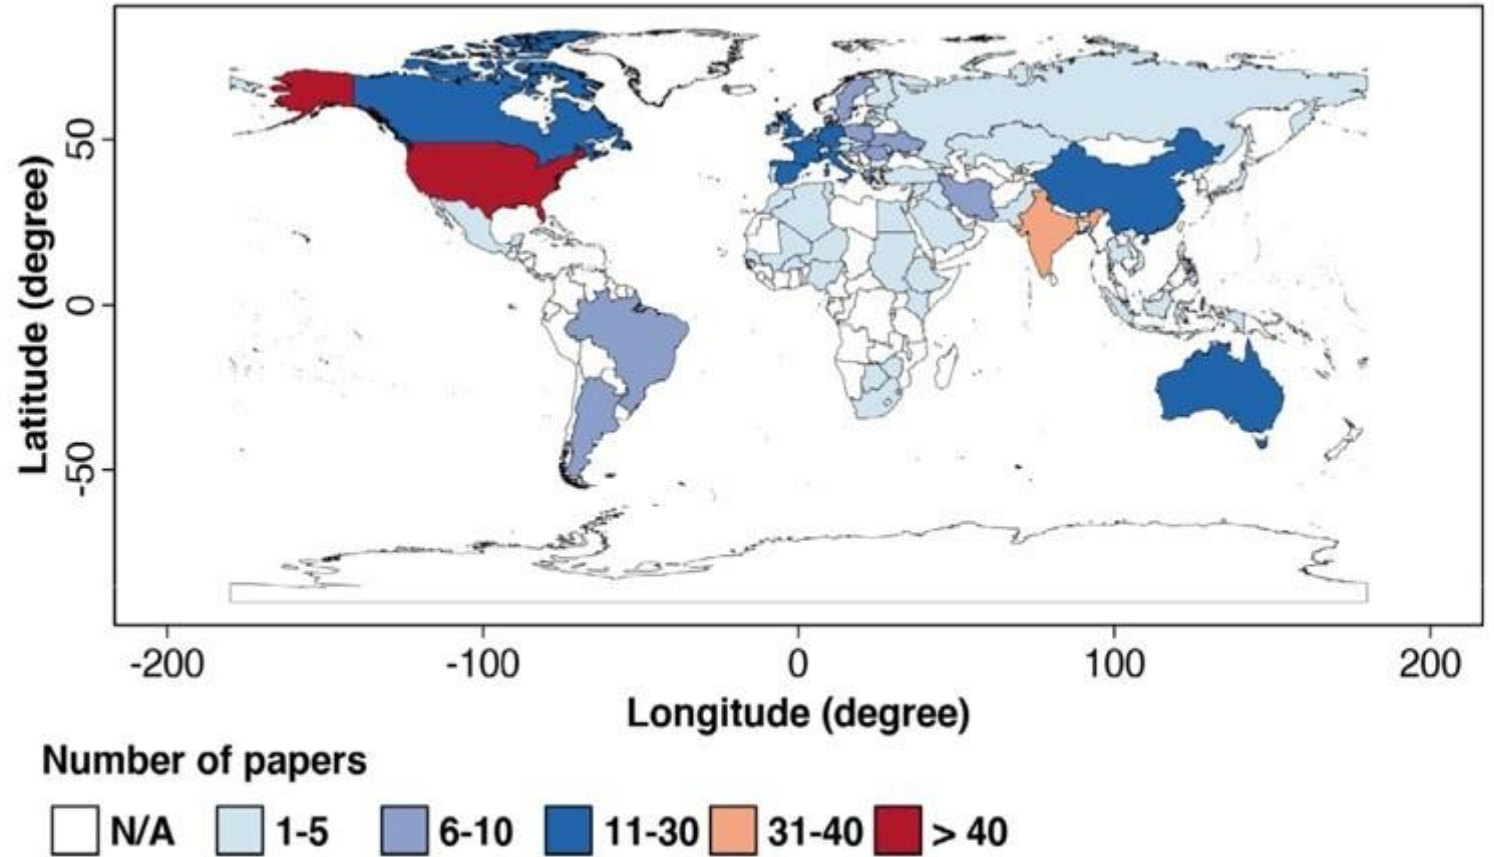 Latitude (degree)
50
0
-50
-200 -100 0 100 200
Longitude (degree)
Number of papers
N/A 1-5 6-10 11-30 31-40 > 40